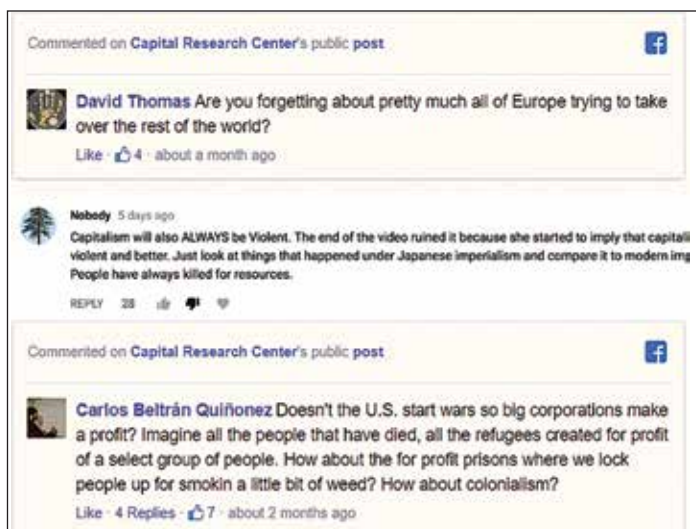 Commented on Capital Research Center's public post
David Thomas Are you forgetting about pretty much all of Europe trying to take
over the rest of the world?
Like · 4 · about a month ago
Nobody 5 days ago
Capitalism will also ALWAYS be Violent. The end of the video ruined it because she started to imply that capitali
violent and better. Just look at things that happened under Japanese imperialism and compare it to modern imp
People have always killed for resources.
REPLY 28
Commented on Capital Research Center's public post
Carlos Beltrán Quiñonez Doesn't the U.S. start wars so big corporations make
a profit? Imagine all the people that have died, all the refugees created for profit
of a select group of people. How about the for profit prisons where we lock
people up for smokin a little bit of weed? How about colonialism?
Like · 4 Replies · 7 · about 2 months ago